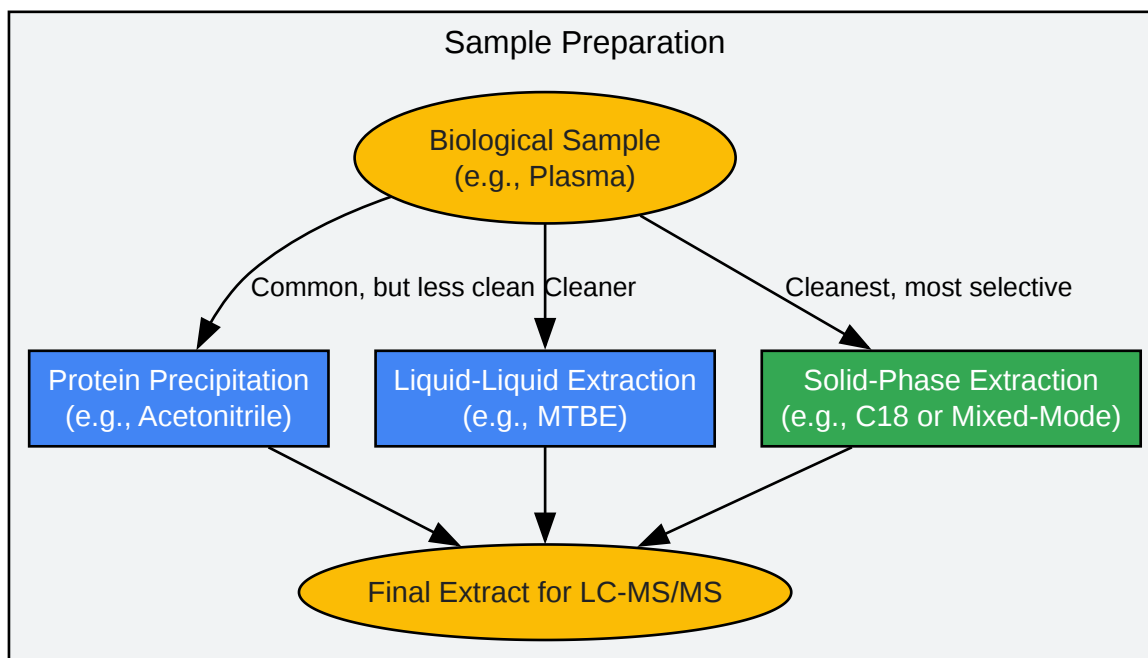 Sample Preparation
Biological Sample
(e.g., Plasma)
Common, but less clean
Cleaner
Cleanest, most selective
Protein Precipitation
(e.g., Acetonitrile)
Liquid-Liquid Extraction
(e.g., MTBE)
Solid-Phase Extraction
(e.g., C18 or Mixed-Mode)
Final Extract for LC-MS/MS